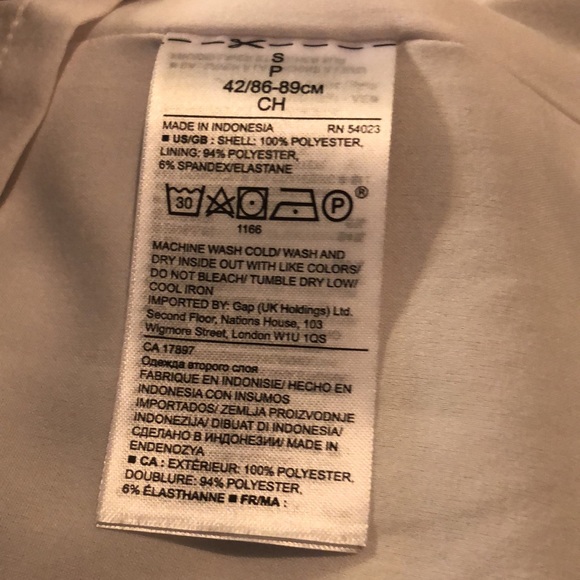 S
P
42/86-89CM
CH
MADE IN INDONESIA RN 54023
■ US/GB : SHELL: 100% POLYESTER,
LINING: 94% POLYESTER,
6% SPANDEX/ELASTANE
30 P ®
1166
MACHINE WASH COLD/ WASH AND
DRY INSIDE OUT WITH LIKE COLORS/
DO NOT BLEACH/ TUMBLE DRY LOW/
COOL IRON
IMPORTED BY: Gap (UK Holdings) Ltd.
Second Floor, Nations House, 103
Wigmore Street, London W1U 1QS
CA 17897
Одежда второго слоя
FABRIQUE EN INDONISIE/ HECHO EN
INDONESIA CON INSUMOS
IMPORTADOS/ ZEMLJA PROIZVODNJE
INDONEZIJA/ DIBUAT DI INDONESIA/
СДЕЛАНО В ИНДОНЕЗИИ/ MADE IN
ENDENOZYA
■ CA : EXTÉRIEUR: 100% POLYESTER,
DOUBLURE: 94% POLYESTER,
6% ÉLASTHANNE ■ FR/MA :